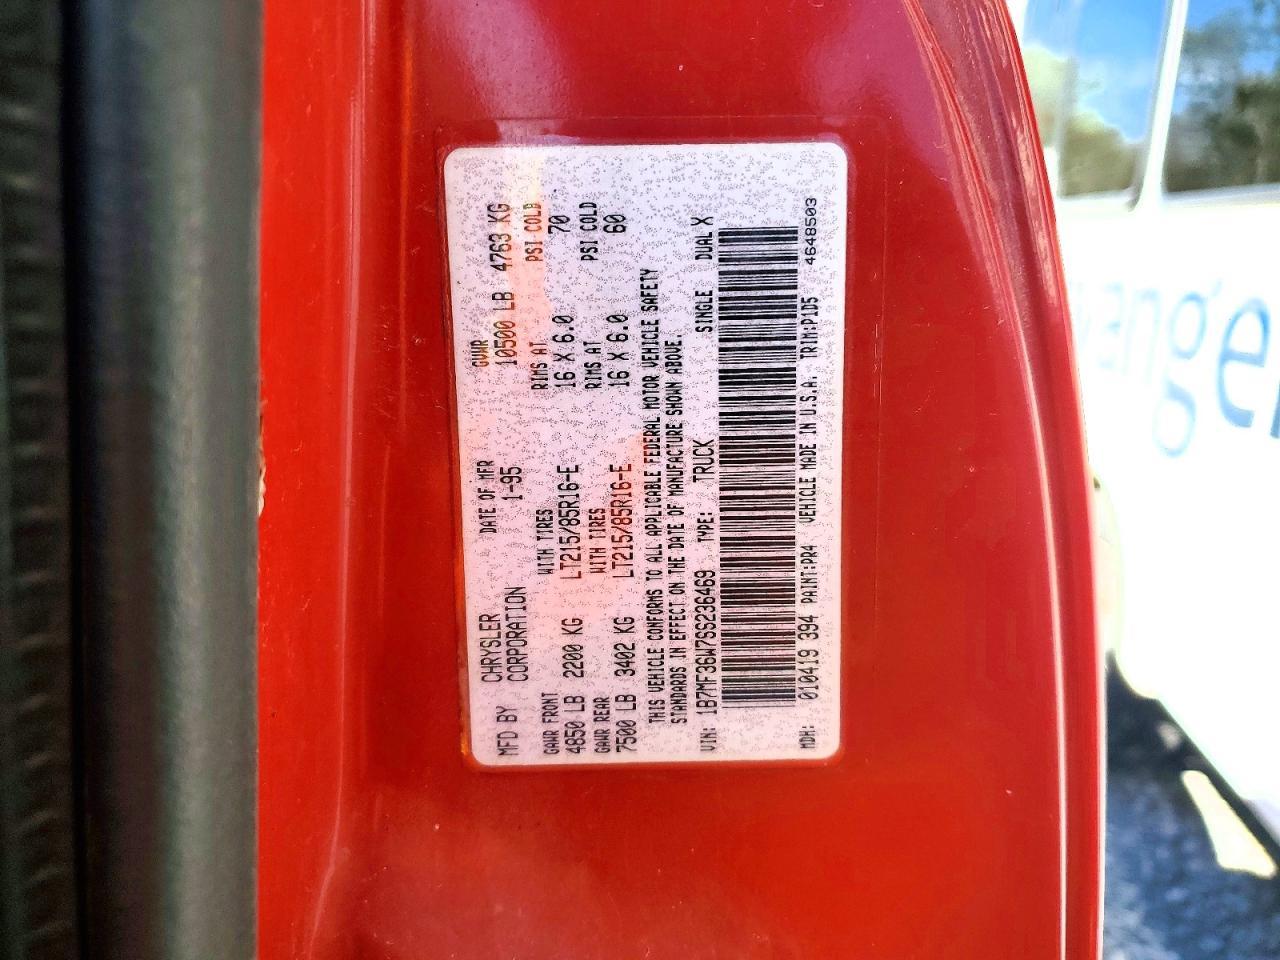 MFD BY CHRYSLER CORPORATION DATE OF MFR 1-95 GVWR 10500 LB 4763 KG
GAWR FRONT WITH TIRES RIMS AT PSI COLD
4850 LB 2200 KG LT215/85R16-E 16 X 6.0 70
GAWR REAR WITH TIRES RIMS AT PSI COLD
7500 LB 3402 KG LT215/85R16-E 16 X 6.0 60
THIS VEHICLE CONFORMS TO ALL APPLICABLE FEDERAL MOTOR VEHICLE SAFETY
STANDARDS IN EFFECT ON THE DATE OF MANUFACTURE SHOWN ABOVE.
VIN: 1B7MF36W7SS236469 TYPE: TRUCK SINGLE DUAL X
MDH: 010419 394 PAINT:PR4 VEHICLE MADE IN U.S.A. TRIM:P1D5 4648503